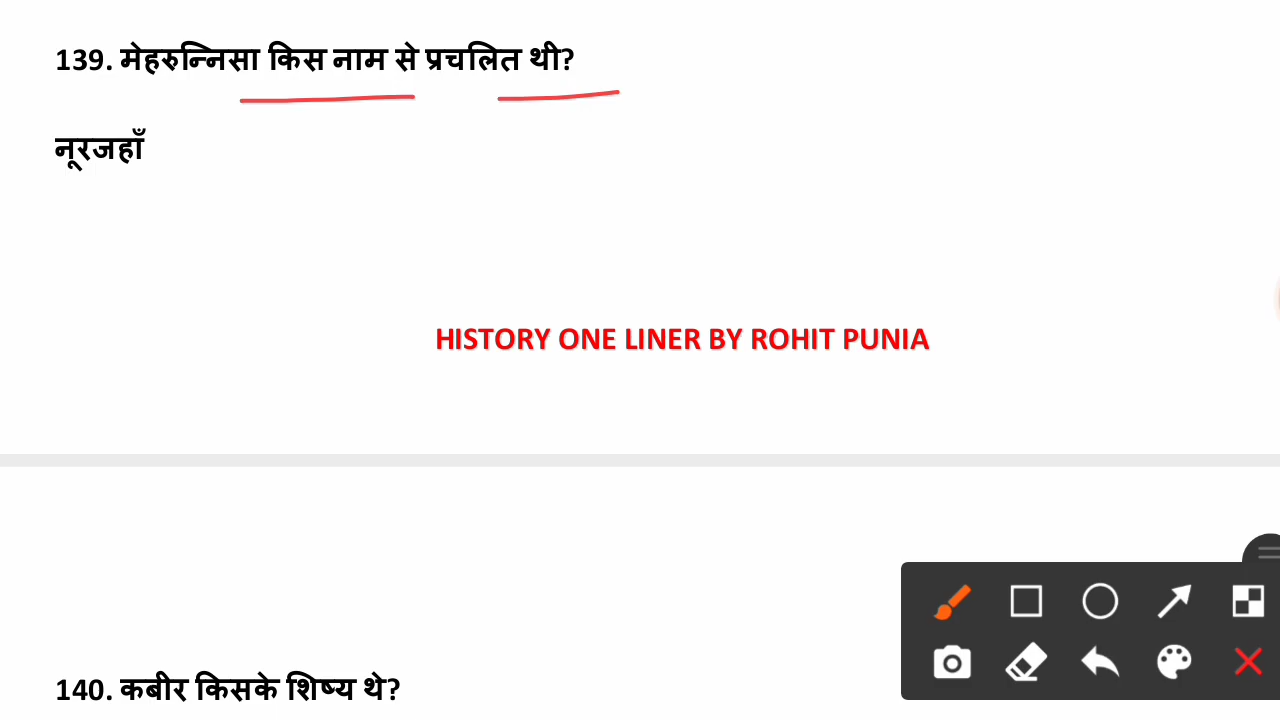 139. मेहरुन्निसा किस नाम से प्रचलित थी?
नूरजहाँ
HISTORY ONE LINER BY ROHIT PUNIA
140. कबीर किसके शिष्य थे?